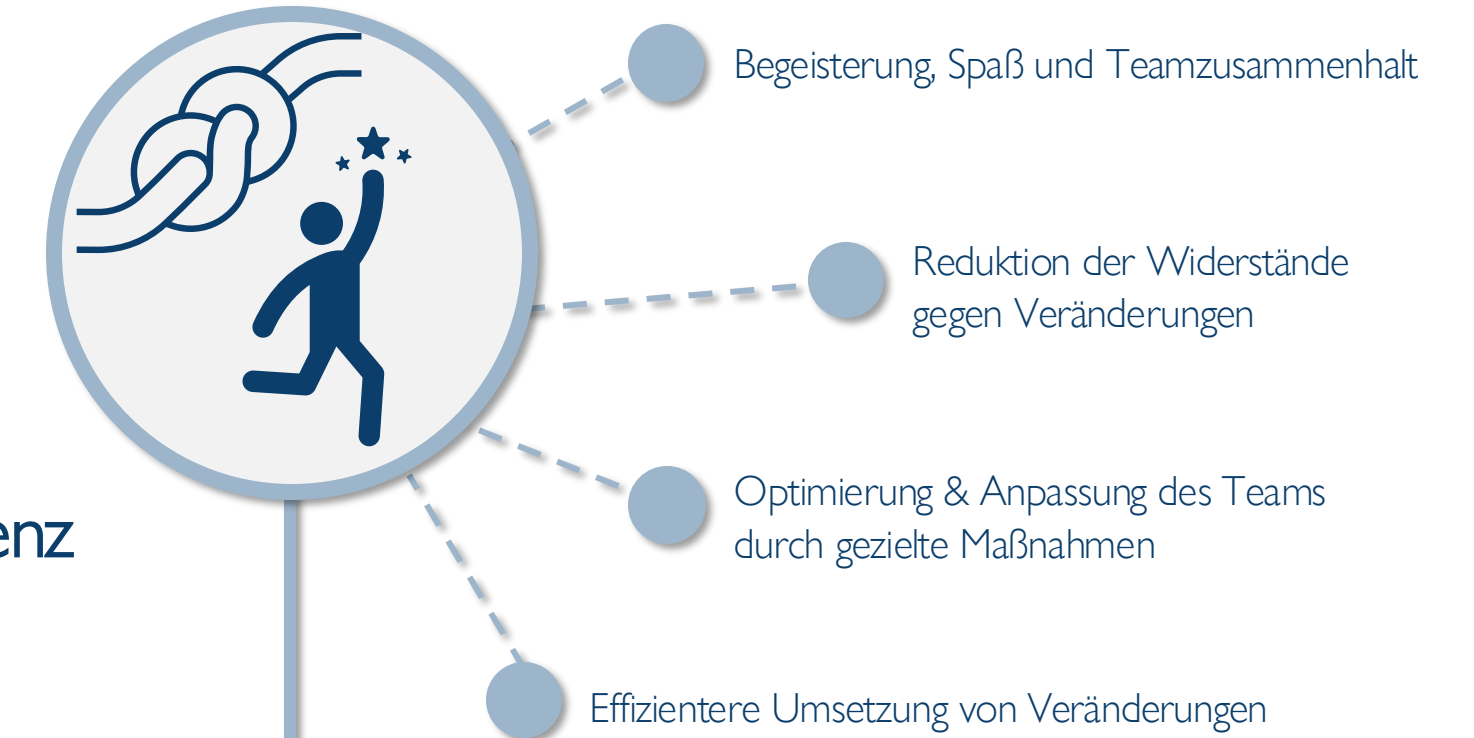 Begeisterung, Spaß und Teamzusammenhalt
Reduktion der Widerstände
gegen Veränderungen
Optimierung & Anpassung des Teams
durch gezielte Maßnahmen
enz
Effizientere Umsetzung von Veränderungen